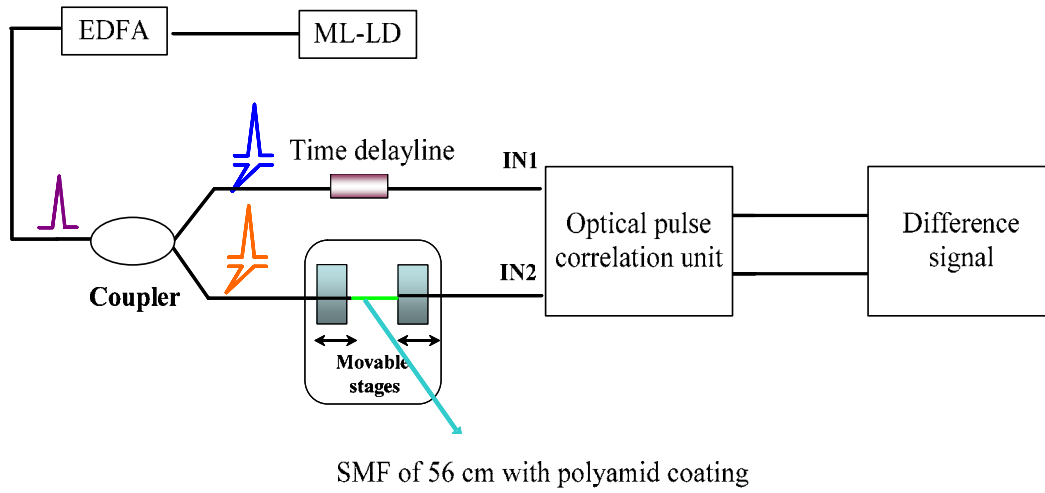 EDFA
ML-LD
Time delayline
IN1
Optical pulse
correlation unit
Difference
signal
IN2
Coupler
Movable
stages
SMF of 56 cm with polyamid coating